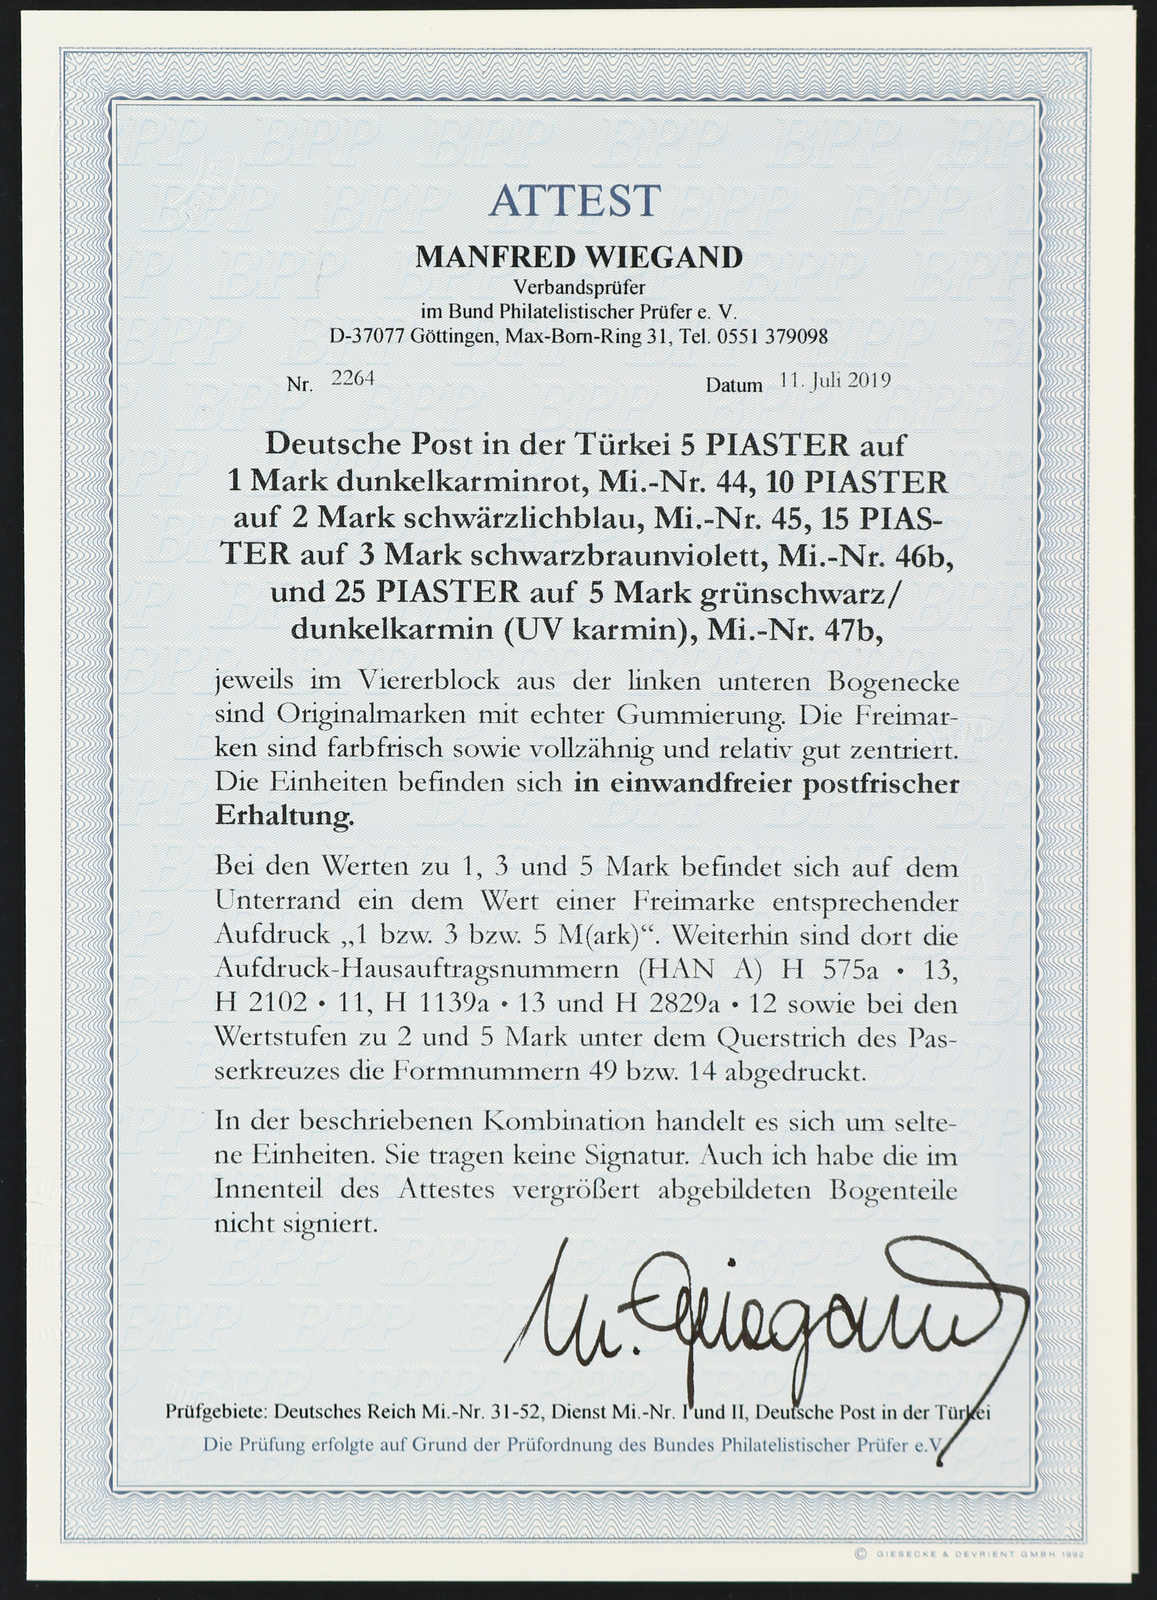 ATTEST
MANFRED WIEGAND
Verbandsprüfer
im Bund Philatelistischer Prüfer e. V.
D-37077 Göttingen, Max-Born-Ring 31, Tel. 0551 379098
Nr. 2264 Datum 11. Juli 2019
Deutsche Post in der Türkei 5 PIASTER auf
1 Mark dunkelkarminrot, Mi.-Nr. 44, 10 PIASTER
auf 2 Mark schwärzlichblau, Mi.-Nr. 45, 15 PIAS-
TER auf 3 Mark schwarzbraunviolett, Mi.-Nr. 46b,
und 25 PIASTER auf 5 Mark grünschwarz/
dunkelkarmin (UV karmin), Mi.-Nr. 47b,
jeweils im Viererblock aus der linken unteren Bogenecke
sind Originalmarken mit echter Gummierung. Die Freimar-
ken sind farbfrisch sowie vollzähnig und relativ gut zentriert.
Die Einheiten befinden sich in einwandfreier postfrischer
Erhaltung.
Bei den Werten zu 1, 3 und 5 Mark befindet sich auf dem
Unterrand ein dem Wert einer Freimarke entsprechender
Aufdruck „1 bzw. 3 bzw. 5 M(ark)“. Weiterhin sind dort die
Aufdruck-Hausauftragsnummern (HAN A) H 575a • 13,
H 2102 • 11, H 1139a • 13 und H 2829a • 12 sowie bei den
Wertstufen zu 2 und 5 Mark unter dem Querstrich des Pas-
serkreuzes die Formnummern 49 bzw. 14 abgedruckt.
In der beschriebenen Kombination handelt es sich um selte-
ne Einheiten. Sie tragen keine Signatur. Auch ich habe die im
Innenteil des Attestes vergrößert abgebildeten Bogenteile
nicht signiert.
M. Wiegand
Prüfgebiete: Deutsches Reich Mi.-Nr. 31-52, Dienst Mi.-Nr. I und II, Deutsche Post in der Türkei
Die Prüfung erfolgte auf Grund der Prüfordnung des Bundes Philatelistischer Prüfer e.V.
© GIESECKE & DEVRIENT GMBH 1992